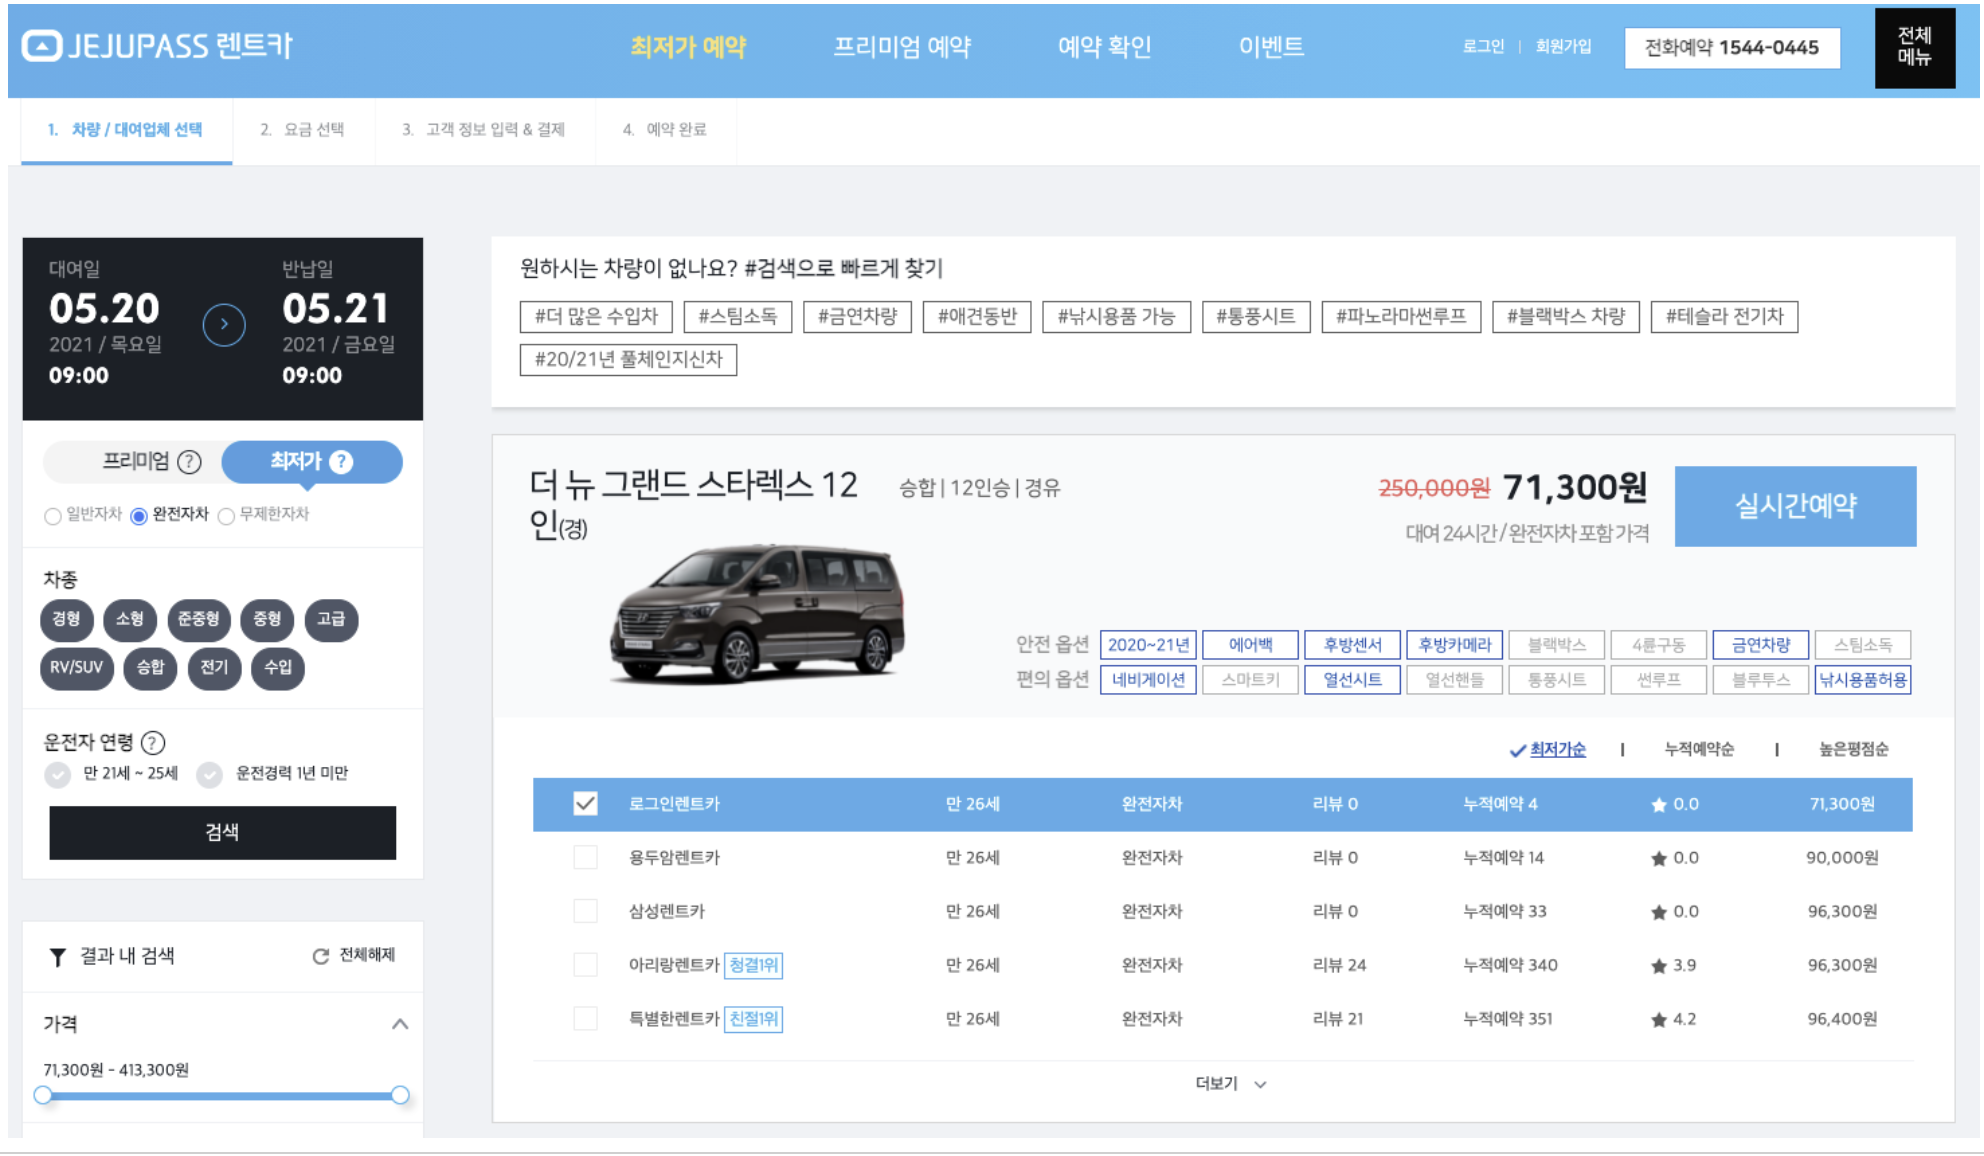 JEJUPASS 렌트카
최저가 예약
프리미엄 예약
예약 확인
이벤트
로그인 | 회원가입
전화예약 1544-0445
전체
메뉴
1. 차량 / 대여업체 선택
2. 요금 선택
3. 고객 정보 입력 & 결제
4. 예약 완료
대여일
05.20
2021 / 목요일
09:00
반납일
05.21
2021 / 금요일
09:00
프리미엄 ?
최저가 ?
일반자차 완전자차 무제한자차
차종
경형 소형 준중형 중형 고급
RV/SUV 승합 전기 수입
운전자 연령 ?
만 21세 ~ 25세 운전경력 1년 미만
검색
결과 내 검색 전체해제
가격
71,300원 - 413,300원
원하시는 차량이 없나요? #검색으로 빠르게 찾기
#더 많은 수입차 #스팀소독 #금연차량 #애견동반 #낚시용품 가능 #통풍시트 #파노라마썬루프 #블랙박스 차량 #테슬라 전기차
#20/21년 풀체인지신차
더 뉴 그랜드 스타렉스 12
인(경)
승합 | 12인승 | 경유
250,000원 71,300원
대여 24시간 / 완전자차 포함 가격
실시간예약
안전 옵션 2020~21년 에어백 후방센서 후방카메라 블랙박스 4륜구동 금연차량 스팀소독
편의 옵션 네비게이션 스마트키 열선시트 열선핸들 통풍시트 썬루프 블루투스 낚시용품허용
최저가순 | 누적예약순 | 높은평점순
로그인렌트카 만 26세 완전자차 리뷰 0 누적예약 4 ★ 0.0 71,300원
용두암렌트카 만 26세 완전자차 리뷰 0 누적예약 14 ★ 0.0 90,000원
삼성렌트카 만 26세 완전자차 리뷰 0 누적예약 33 ★ 0.0 96,300원
아리랑렌트카 청결1위 만 26세 완전자차 리뷰 24 누적예약 340 ★ 3.9 96,300원
특별한렌트카 친절1위 만 26세 완전자차 리뷰 21 누적예약 351 ★ 4.2 96,400원
더보기